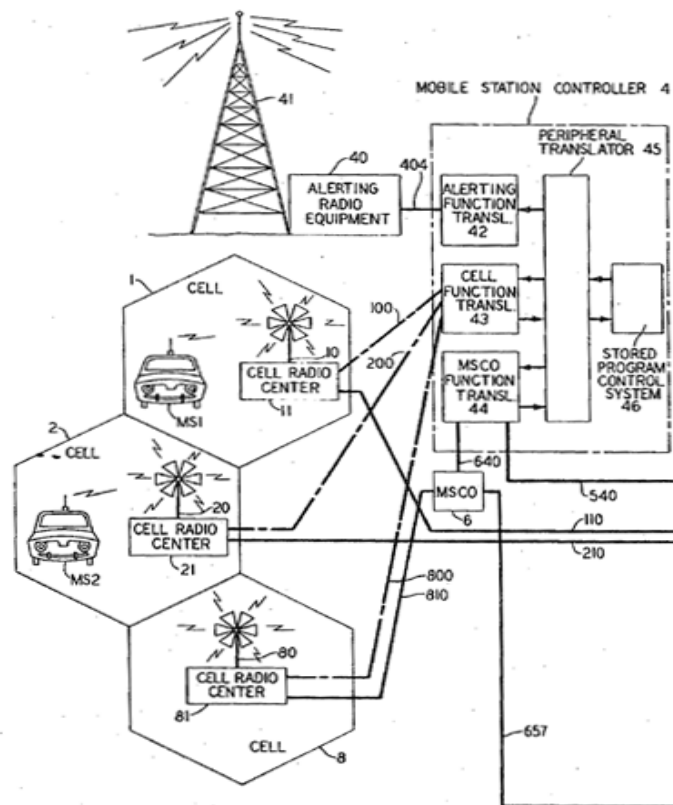 41
MOBILE STATION CONTROLLER 4
PERIPHERAL
TRANSLATOR 45
40
404
ALERTING
RADIO
EQUIPMENT
ALERTING
FUNCTION
TRANSL.
42
1
CELL
100
CELL
FUNCTION
TRANSL.
43
10
200
CELL RADIO
CENTER
11
MS1
STORED
PROGRAM
CONTROL
SYSTEM
46
MSCO
FUNCTION
TRANSL.
44
2
CELL
640
540
20
MSCO
6
CELL RADIO
CENTER
21
MS2
110
210
800
810
80
CELL RADIO
CENTER
81
CELL
8
657